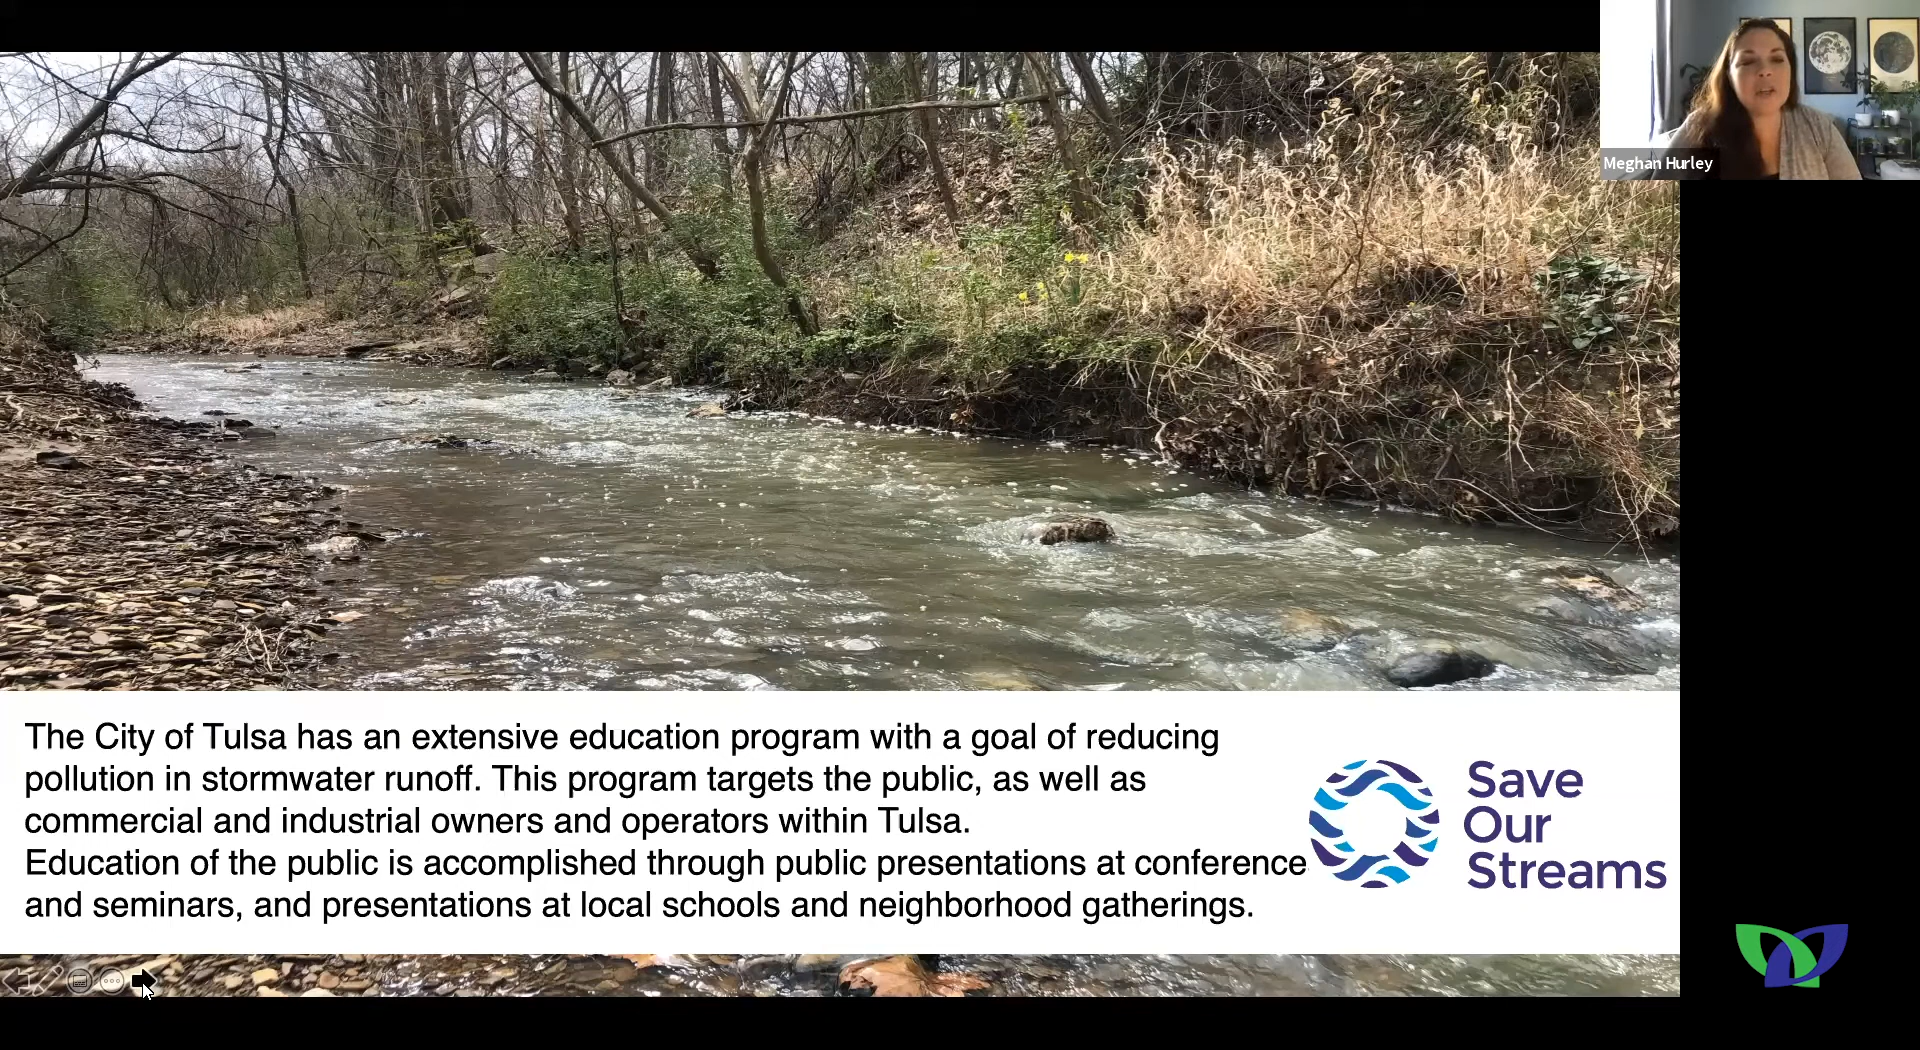 Meghan Hurley
The City of Tulsa has an extensive education program with a goal of reducing
pollution in stormwater runoff. This program targets the public, as well as
commercial and industrial owners and operators within Tulsa.
Education of the public is accomplished through public presentations at conference
and seminars, and presentations at local schools and neighborhood gatherings.
Save
Our
Streams